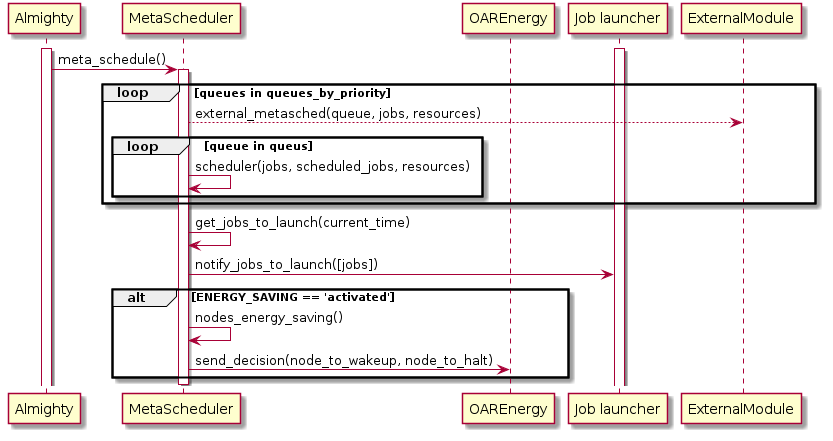 Almighty MetaScheduler OAREnergy Job launcher ExternalModule
meta_schedule()
loop [queues in queues_by_priority]
external_metasched(queue, jobs, resources)
loop [queue in queus]
scheduler(jobs, scheduled_jobs, resources)
get_jobs_to_launch(current_time)
notify_jobs_to_launch([jobs])
alt [ENERGY_SAVING == 'activated']
nodes_energy_saving()
send_decision(node_to_wakeup, node_to_halt)
Almighty MetaScheduler OAREnergy Job launcher ExternalModule